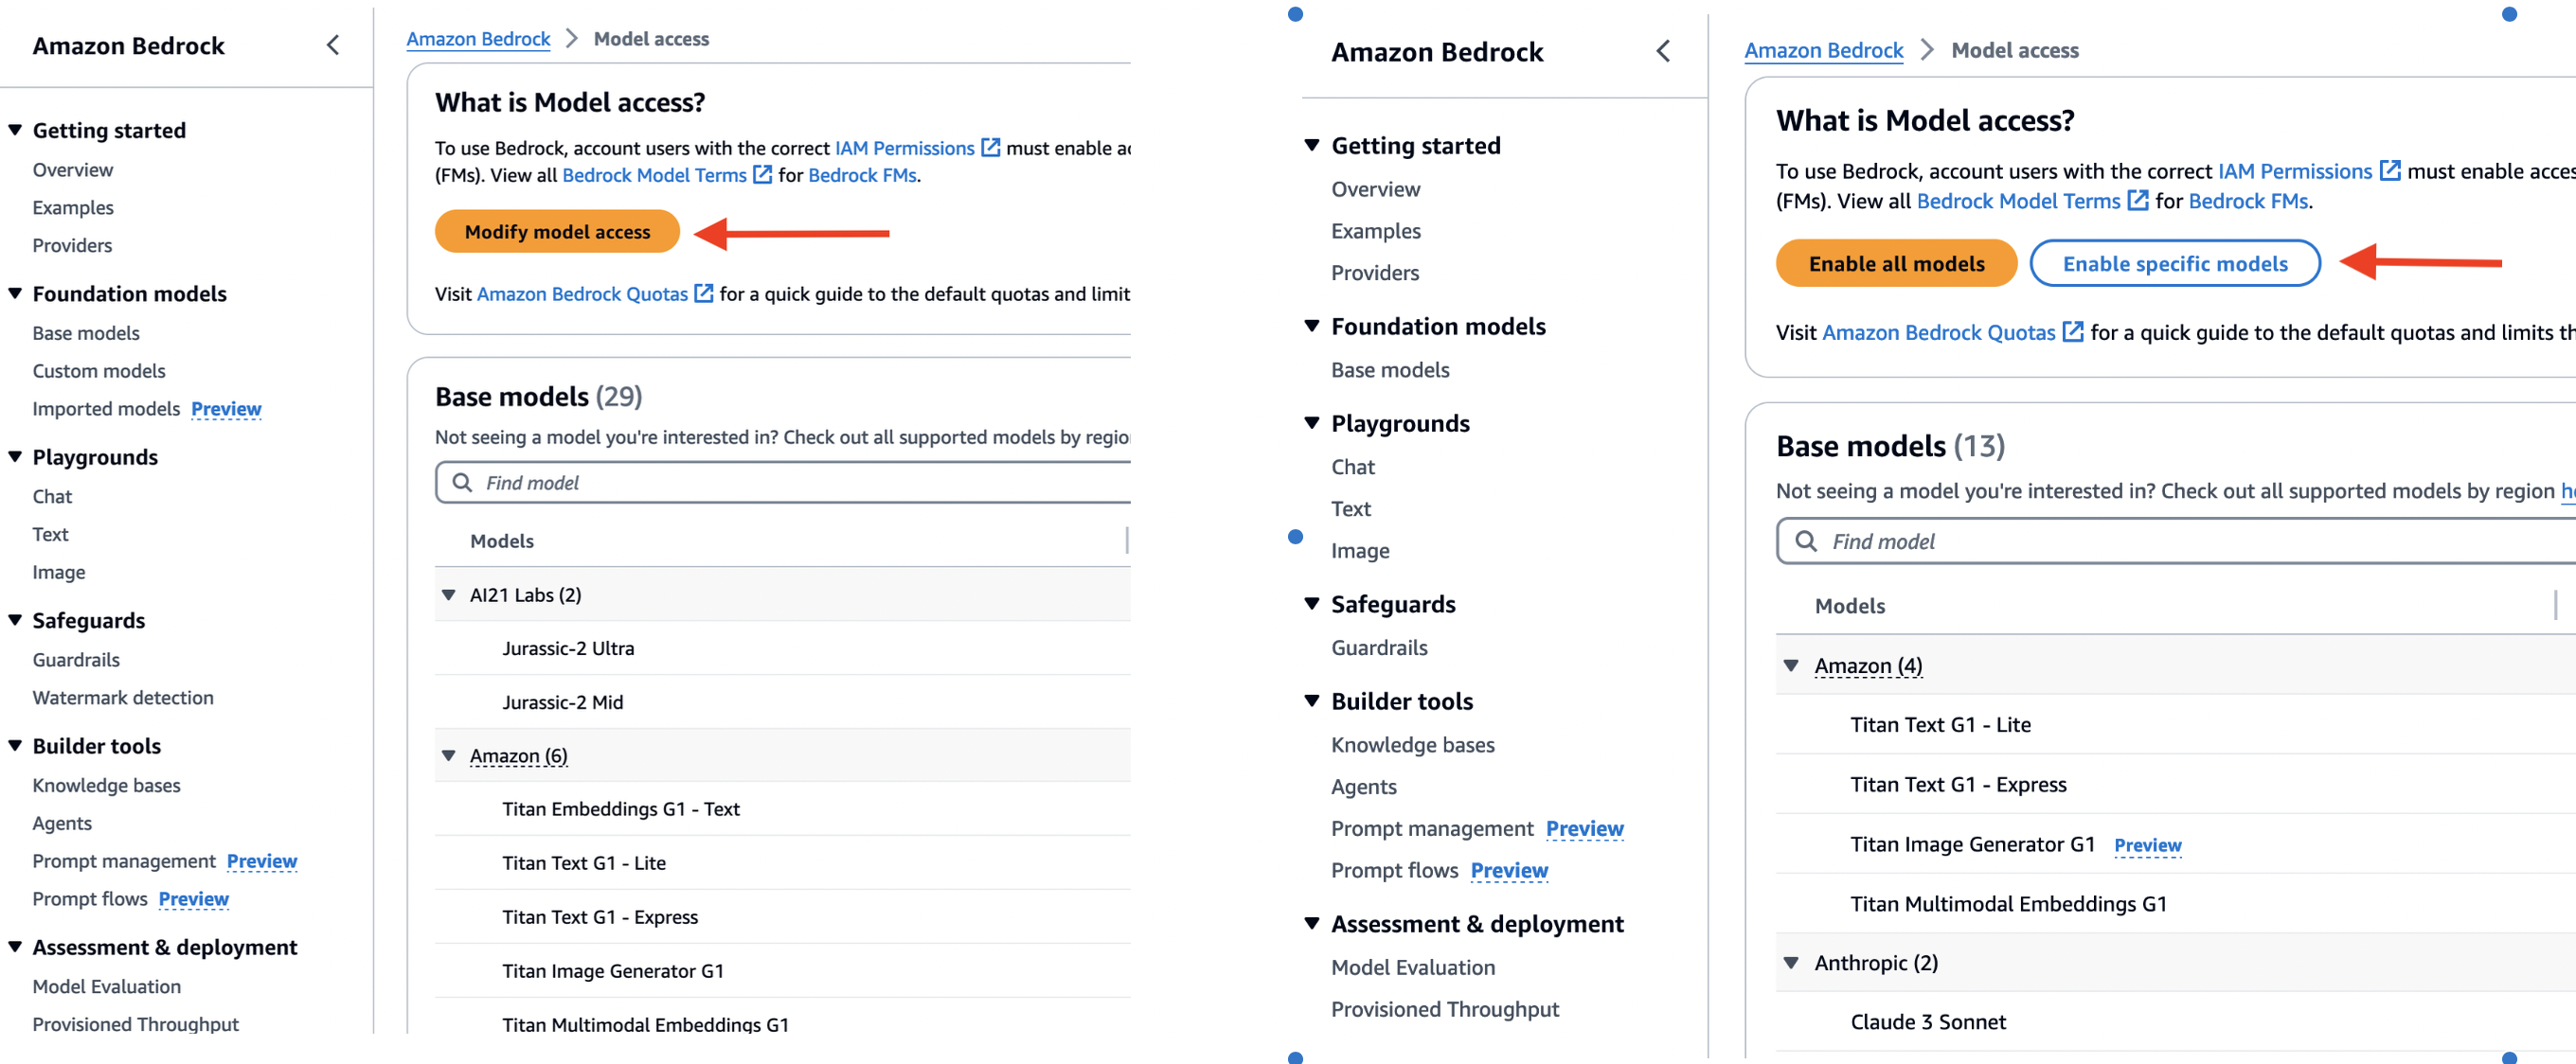 Amazon Bedrock
Getting started
Overview
Examples
Providers
Foundation models
Base models
Custom models
Imported models Preview
Playgrounds
Chat
Text
Image
Safeguards
Guardrails
Watermark detection
Builder tools
Knowledge bases
Agents
Prompt management Preview
Prompt flows Preview
Assessment & deployment
Model Evaluation
Provisioned Throughput
Amazon Bedrock > Model access
What is Model access?
To use Bedrock, account users with the correct IAM Permissions must enable
(FMs). View all Bedrock Model Terms for Bedrock FMs.
Modify model access
Visit Amazon Bedrock Quotas for a quick guide to the default quotas and limit
Base models (29)
Not seeing a model you're interested in? Check out all supported models by
Find model
Models
AI21 Labs (2)
Jurassic-2 Ultra
Jurassic-2 Mid
Amazon (6)
Titan Embeddings G1 - Text
Titan Text G1 - Lite
Titan Text G1 - Express
Titan Image Generator G1
Titan Multimodal Embeddings G1
Amazon Bedrock
Getting started
Overview
Examples
Providers
Foundation models
Base models
Playgrounds
Chat
Text
Image
Safeguards
Guardrails
Builder tools
Knowledge bases
Agents
Prompt management Preview
Prompt flows Preview
Assessment & deployment
Model Evaluation
Provisioned Throughput
Amazon Bedrock > Model access
What is Model access?
To use Bedrock, account users with the correct IAM Permissions must enable
(FMs). View all Bedrock Model Terms for Bedrock FMs.
Enable all models Enable specific models
Visit Amazon Bedrock Quotas for a quick guide to the default quotas and limits
Base models (13)
Not seeing a model you're interested in? Check out all supported models by region
Find model
Models
Amazon (4)
Titan Text G1 - Lite
Titan Text G1 - Express
Titan Image Generator G1 Preview
Titan Multimodal Embeddings G1
Anthropic (2)
Claude 3 Sonnet